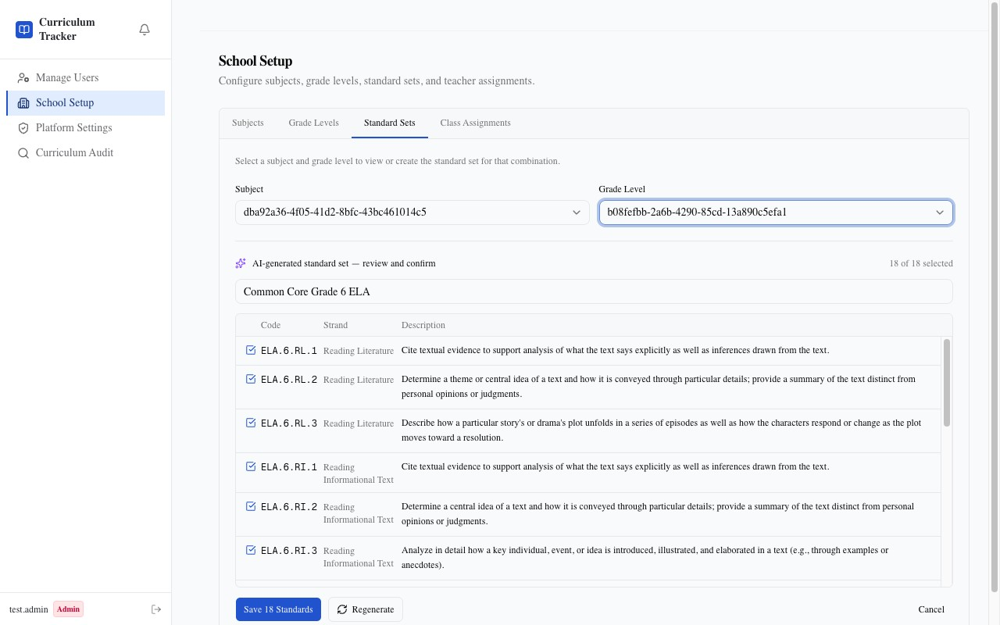 Curriculum
Tracker
Manage Users
School Setup
Platform Settings
Curriculum Audit
test.admin Admin
School Setup
Configure subjects, grade levels, standard sets, and teacher assignments.
Subjects Grade Levels Standard Sets Class Assignments
Select a subject and grade level to view or create the standard set for that combination.
Subject Grade Level
dba92a36-4f05-41d2-8bfc-43bc461014c5 b08fefbb-2a6b-4290-85cd-13a890c5efa1
AI-generated standard set — review and confirm 18 of 18 selected
Common Core Grade 6 ELA
Code Strand Description
ELA.6.RL.1 Reading Literature Cite textual evidence to support analysis of what the text says explicitly as well as inferences drawn from the text.
ELA.6.RL.2 Reading Literature Determine a theme or central idea of a text and how it is conveyed through particular details; provide a summary of the text distinct from
personal opinions or judgments.
ELA.6.RL.3 Reading Literature Describe how a particular story's or drama's plot unfolds in a series of episodes as well as how the characters respond or change as the plot
moves toward a resolution.
ELA.6.RI.1 Reading Cite textual evidence to support analysis of what the text says explicitly as well as inferences drawn from the text.
Informational Text
ELA.6.RI.2 Reading Determine a central idea of a text and how it is conveyed through particular details; provide a summary of the text distinct from personal
Informational Text opinions or judgments.
ELA.6.RI.3 Reading Analyze in detail how a key individual, event, or idea is introduced, illustrated, and elaborated in a text (e.g., through examples or
Informational Text anecdotes).
Save 18 Standards Regenerate Cancel